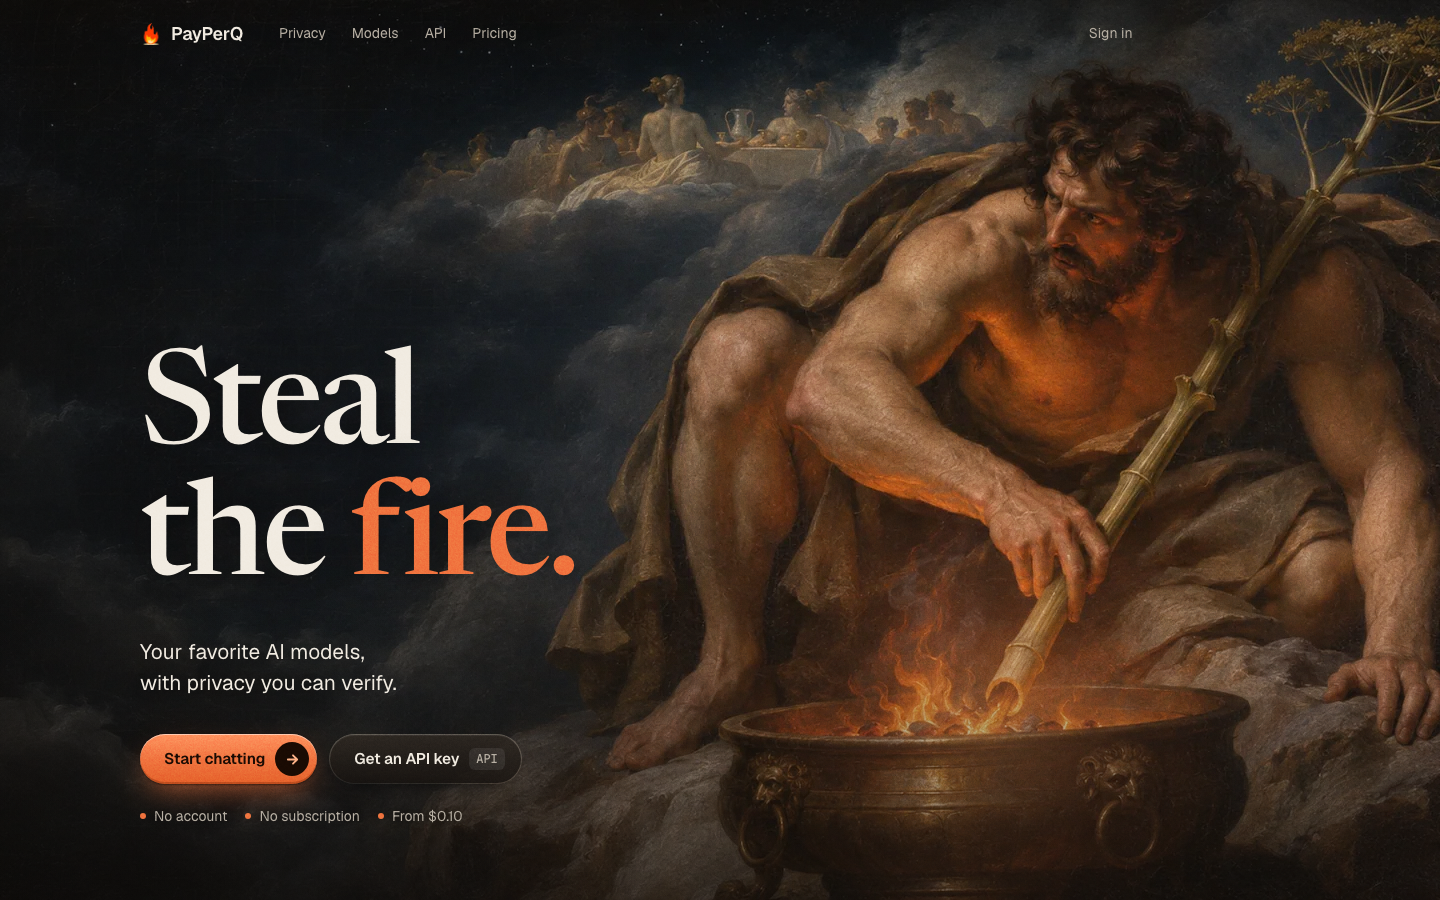 PayPerQ
Privacy
Models
API
Pricing
Sign in
Steal
the fire.
Your favorite AI models,
with privacy you can verify.
Start chatting
Get an API key API
No account
No subscription
From $0.10